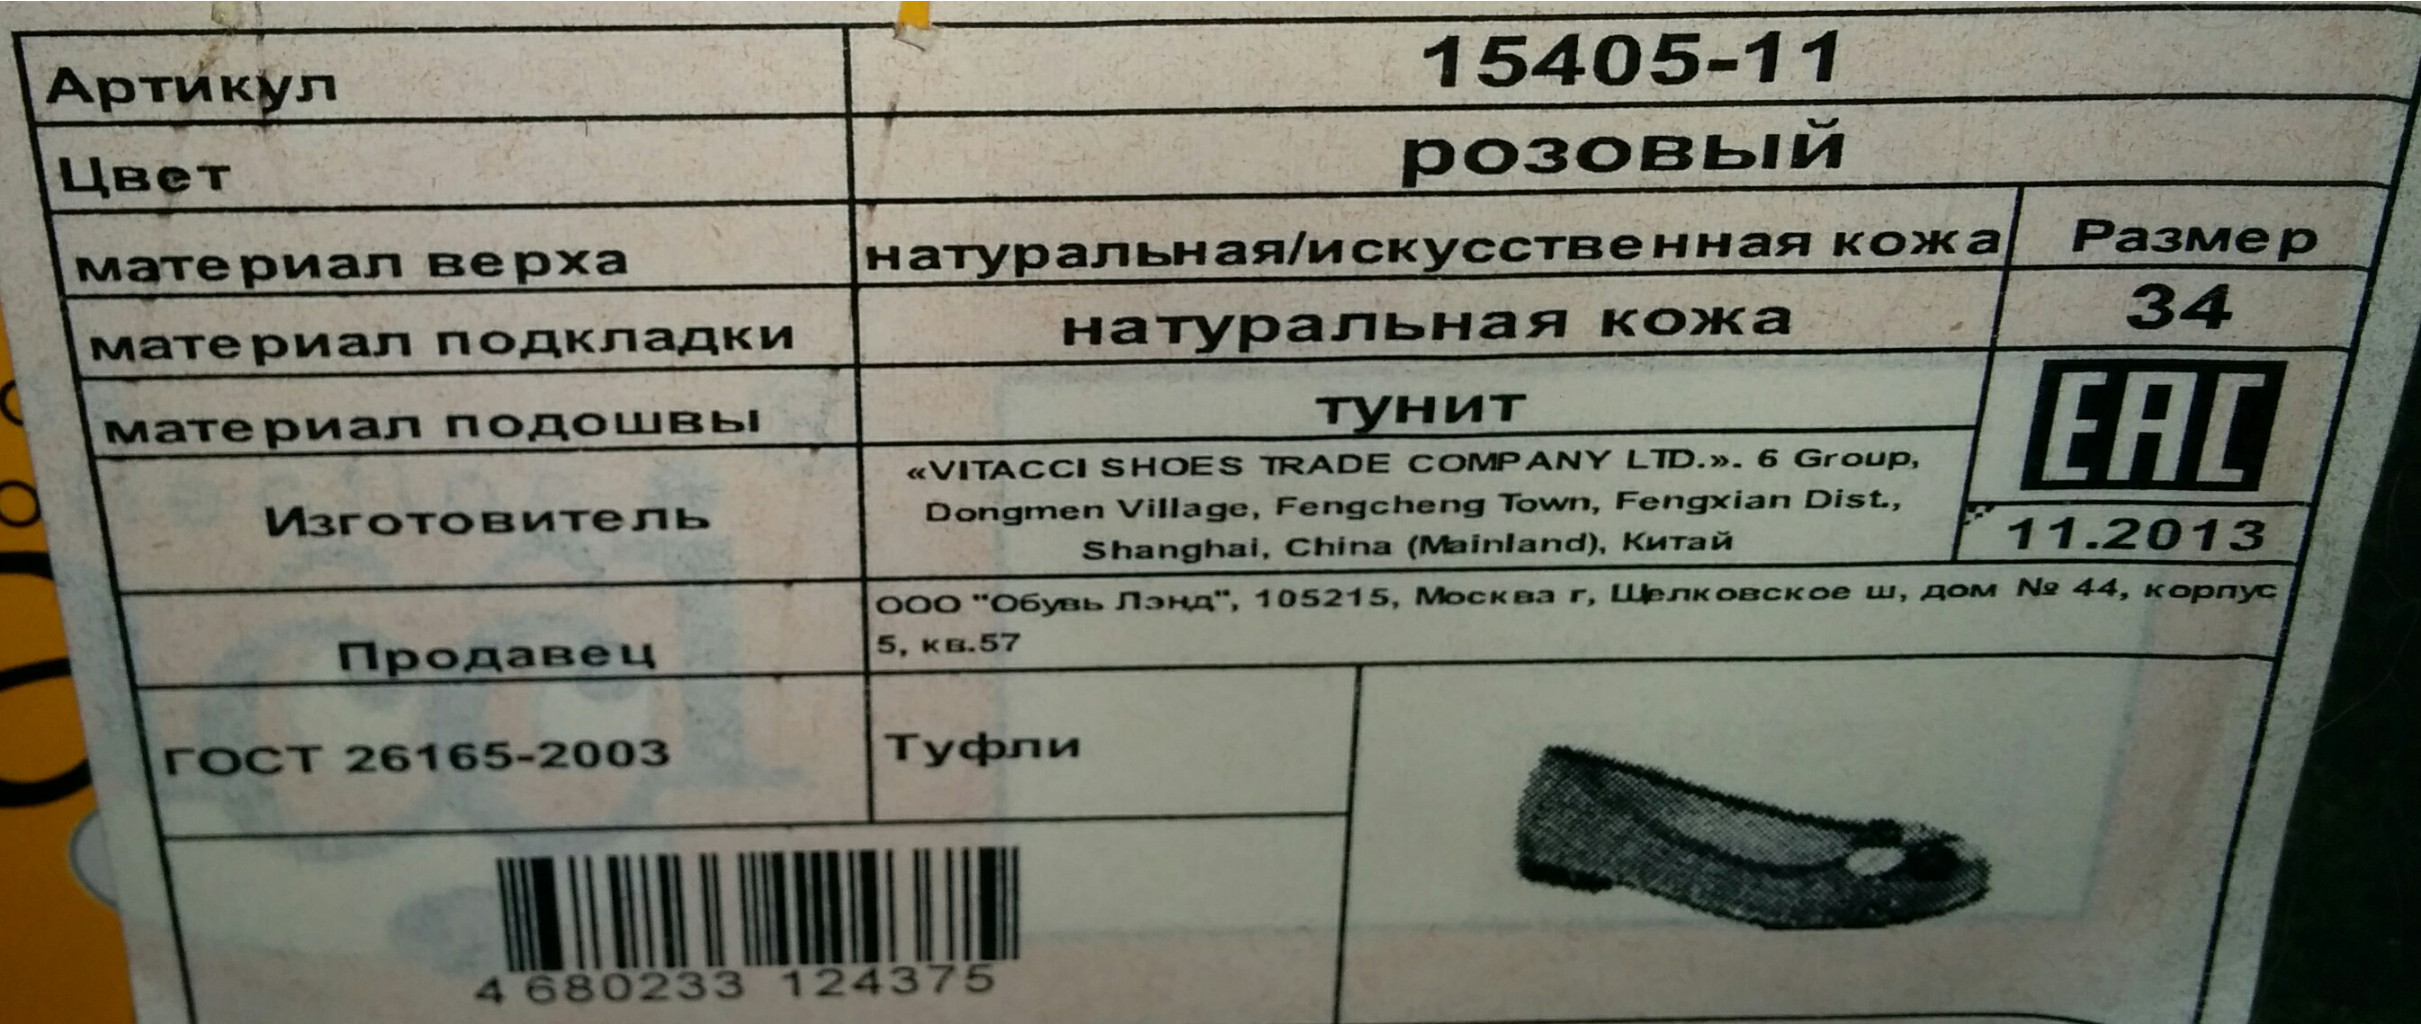 Артикул 15405-11
Цвет розовый
материал верха натуральная/искусственная кожа Размер
материал подкладки натуральная кожа 34
материал подошвы тунит EAC
Изготовитель «VITACCI SHOES TRADE COMPANY LTD.». 6 Group,
Dongmen Village, Fengcheng Town, Fengxian Dist.,
Shanghai, China (Mainland), Китай
11.2013
Продавец ООО "Обувь Лэнд", 105215, Москва г, Щелковское ш, дом № 44, корпус
5, кв.57
ГОСТ 26165-2003 Туфли
4 680233 124375